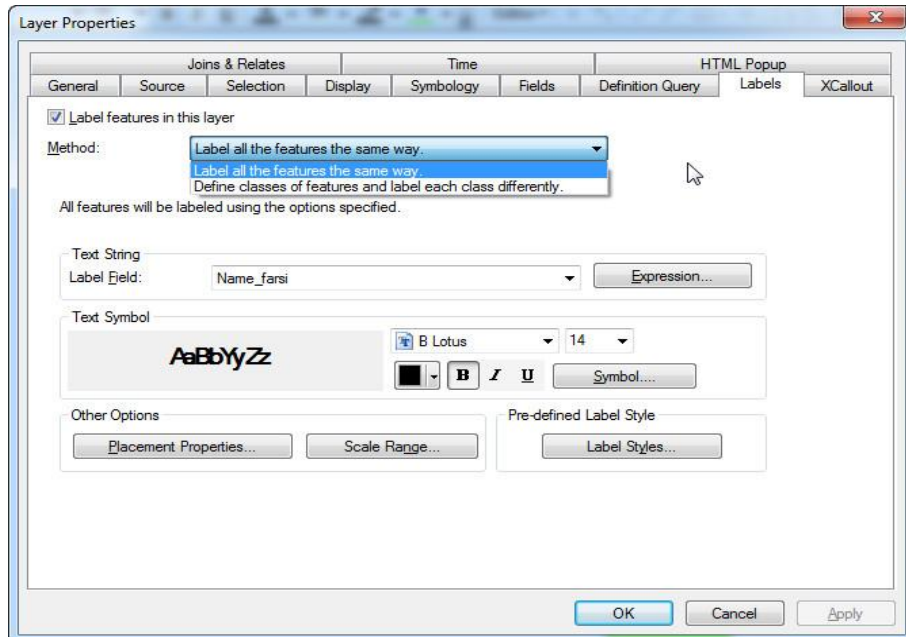 Layer Properties
Joins & Relates Time HTML Popup
General Source Selection Display Symbology Fields Definition Query Labels XCallout
Label features in this layer
Method: Label all the features the same way.
Label all the features the same way.
Define classes of features and label each class differently.
All features will be labeled using the options specified.
Text String
Label Field: Name_farsi Expression...
Text Symbol
AaBbYyZz
B Lotus 14
B I U Symbol....
Other Options Pre-defined Label Style
Placement Properties... Scale Range... Label Styles...
OK Cancel Apply